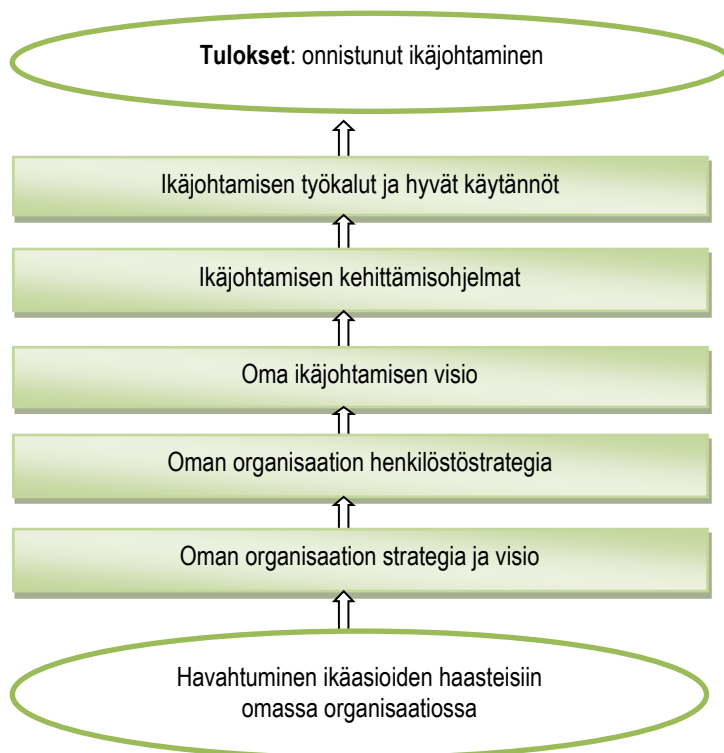 Tulokset: onnistunut ikäjohtaminen
Ikäjohtamisen työkalut ja hyvät käytännöt
Ikäjohtamisen kehittämisohjelmat
Oma ikäjohtamisen visio
Oman organisaation henkilöstöstrategia
Oman organisaation strategia ja visio
Havahtuminen ikäasioiden haasteisiin
omassa organisaatiossa